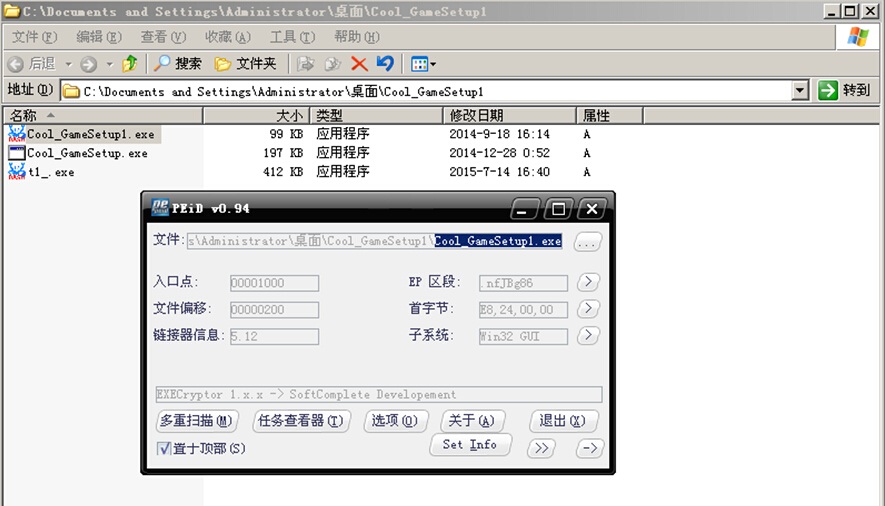 C:\Documents and Settings\Administrator\桌面\Cool_GameSetup1
文件(F) 编辑(E) 查看(V) 收藏(A) 工具(T) 帮助(H)
后退 搜索 文件夹
地址(D) C:\Documents and Settings\Administrator\桌面\Cool_GameSetup1 转到
名称 大小 类型 修改日期 属性
Cool_GameSetup1.exe 99 KB 应用程序 2014-9-18 16:14 A
Cool_GameSetup.exe 197 KB 应用程序 2014-12-28 0:52 A
t1_.exe 412 KB 应用程序 2015-7-14 16:40 A
PEiD v0.94
文件: s\Administrator\桌面\Cool_GameSetup1\Cool_GameSetup1.exe ...
入口点: 00001000 EP 区段: .nfJBg86 >
文件偏移: 00000200 首字节: E8,24,00,00 >
链接器信息: 5.12 子系统: Win32 GUI >
EXECryptor 1.x.x -> SoftComplete Developement
多重扫描(M) 任务查看器(T) 选项(O) 关于(A) 退出(X)
置于顶部(S) Set Info >> ->